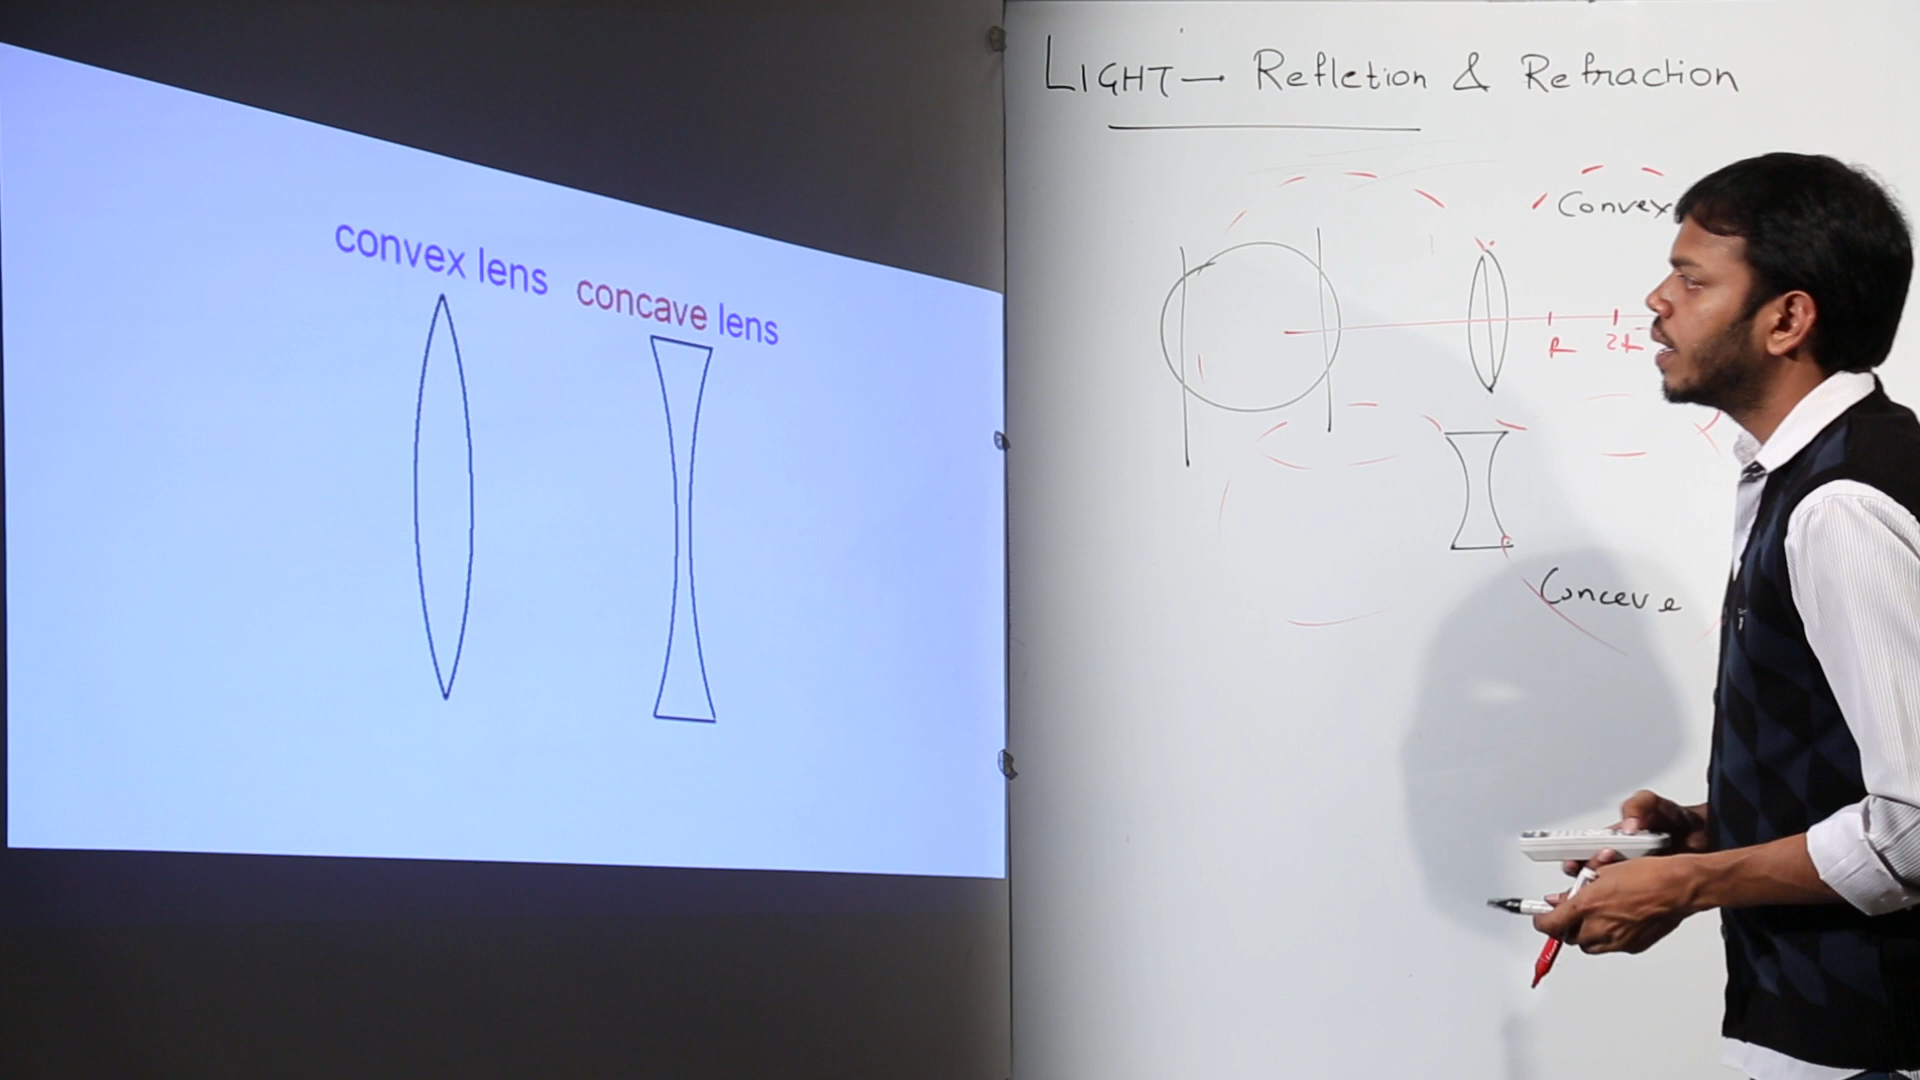 convex lens
concave lens
LIGHT → Refletion & Refraction
Convex
2f
Conceve